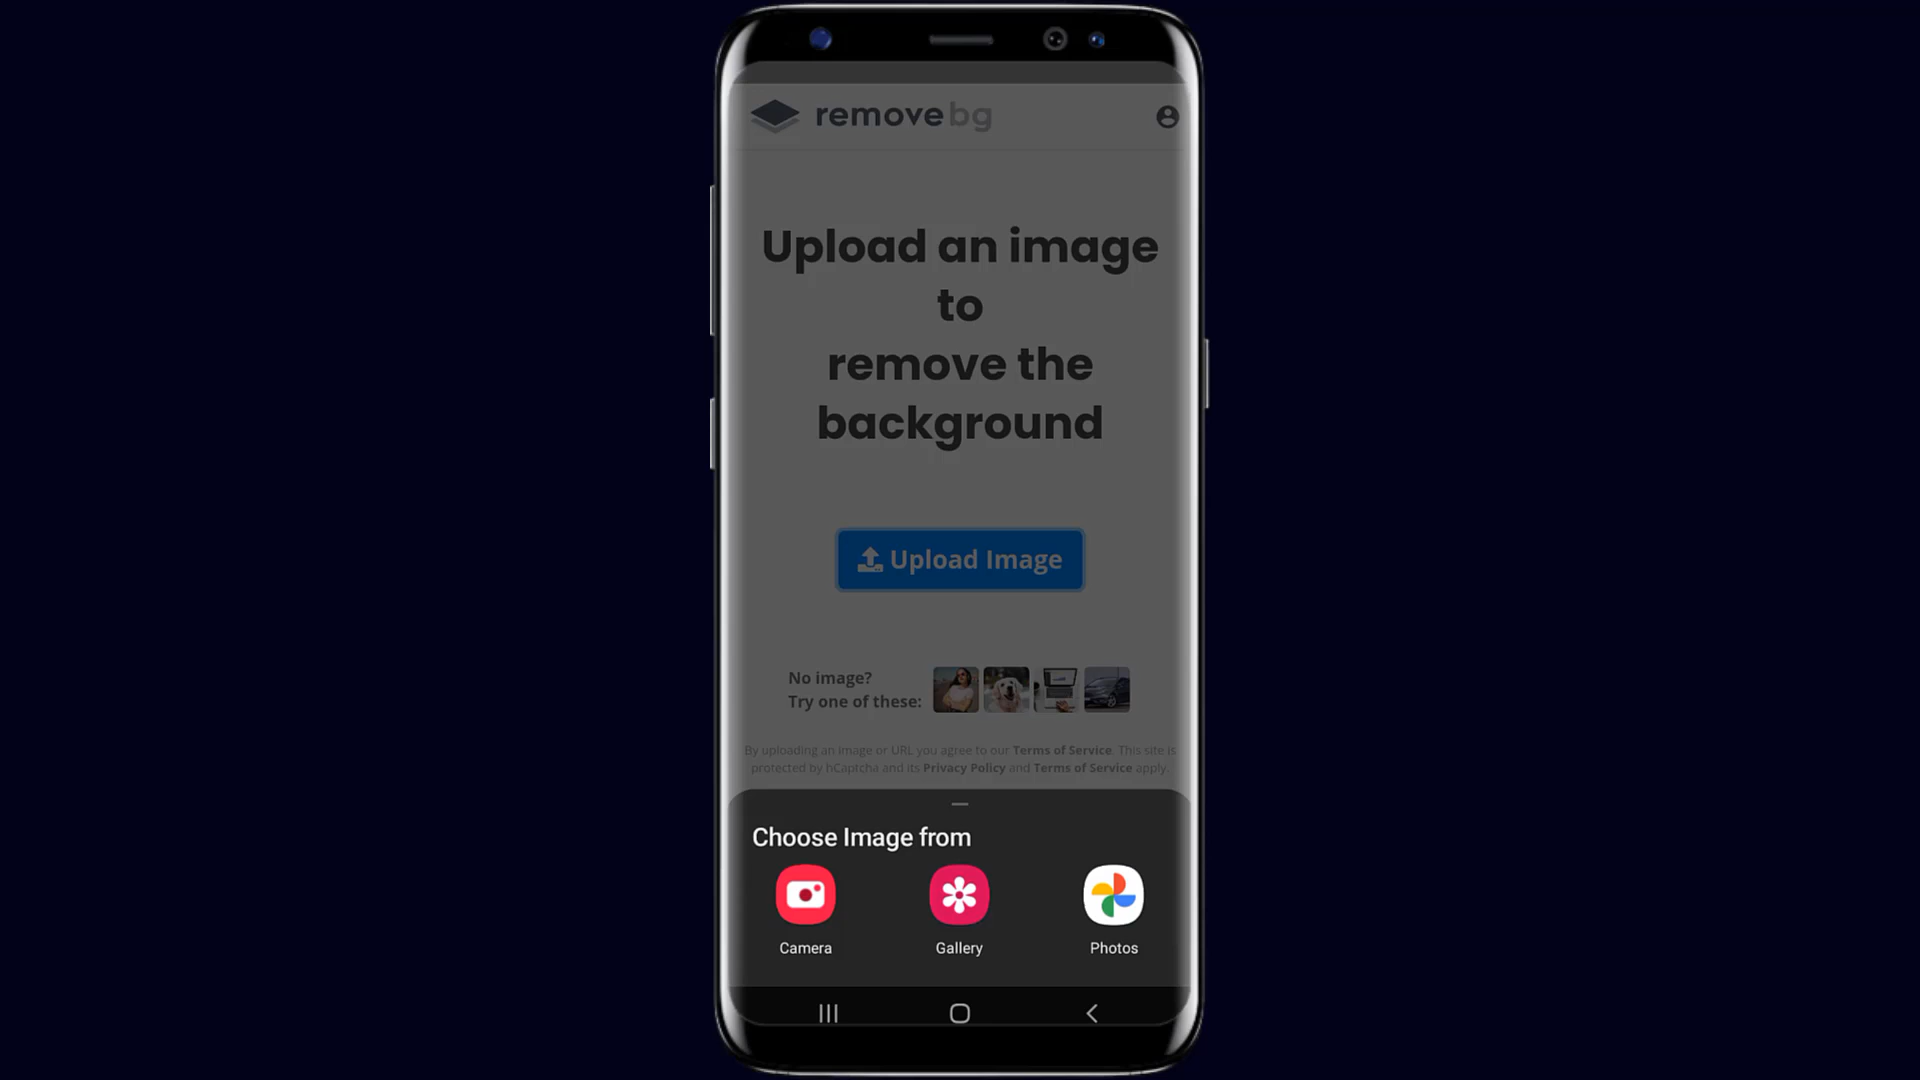 remove bg
Upload an image
to
remove the
background
Upload Image
No image?
Try one of these:
By uploading an image or URL you agree to our Terms of Service. This site is
protected by hCaptcha and its Privacy Policy and Terms of Service apply.
Choose Image from
Camera
Gallery
Photos